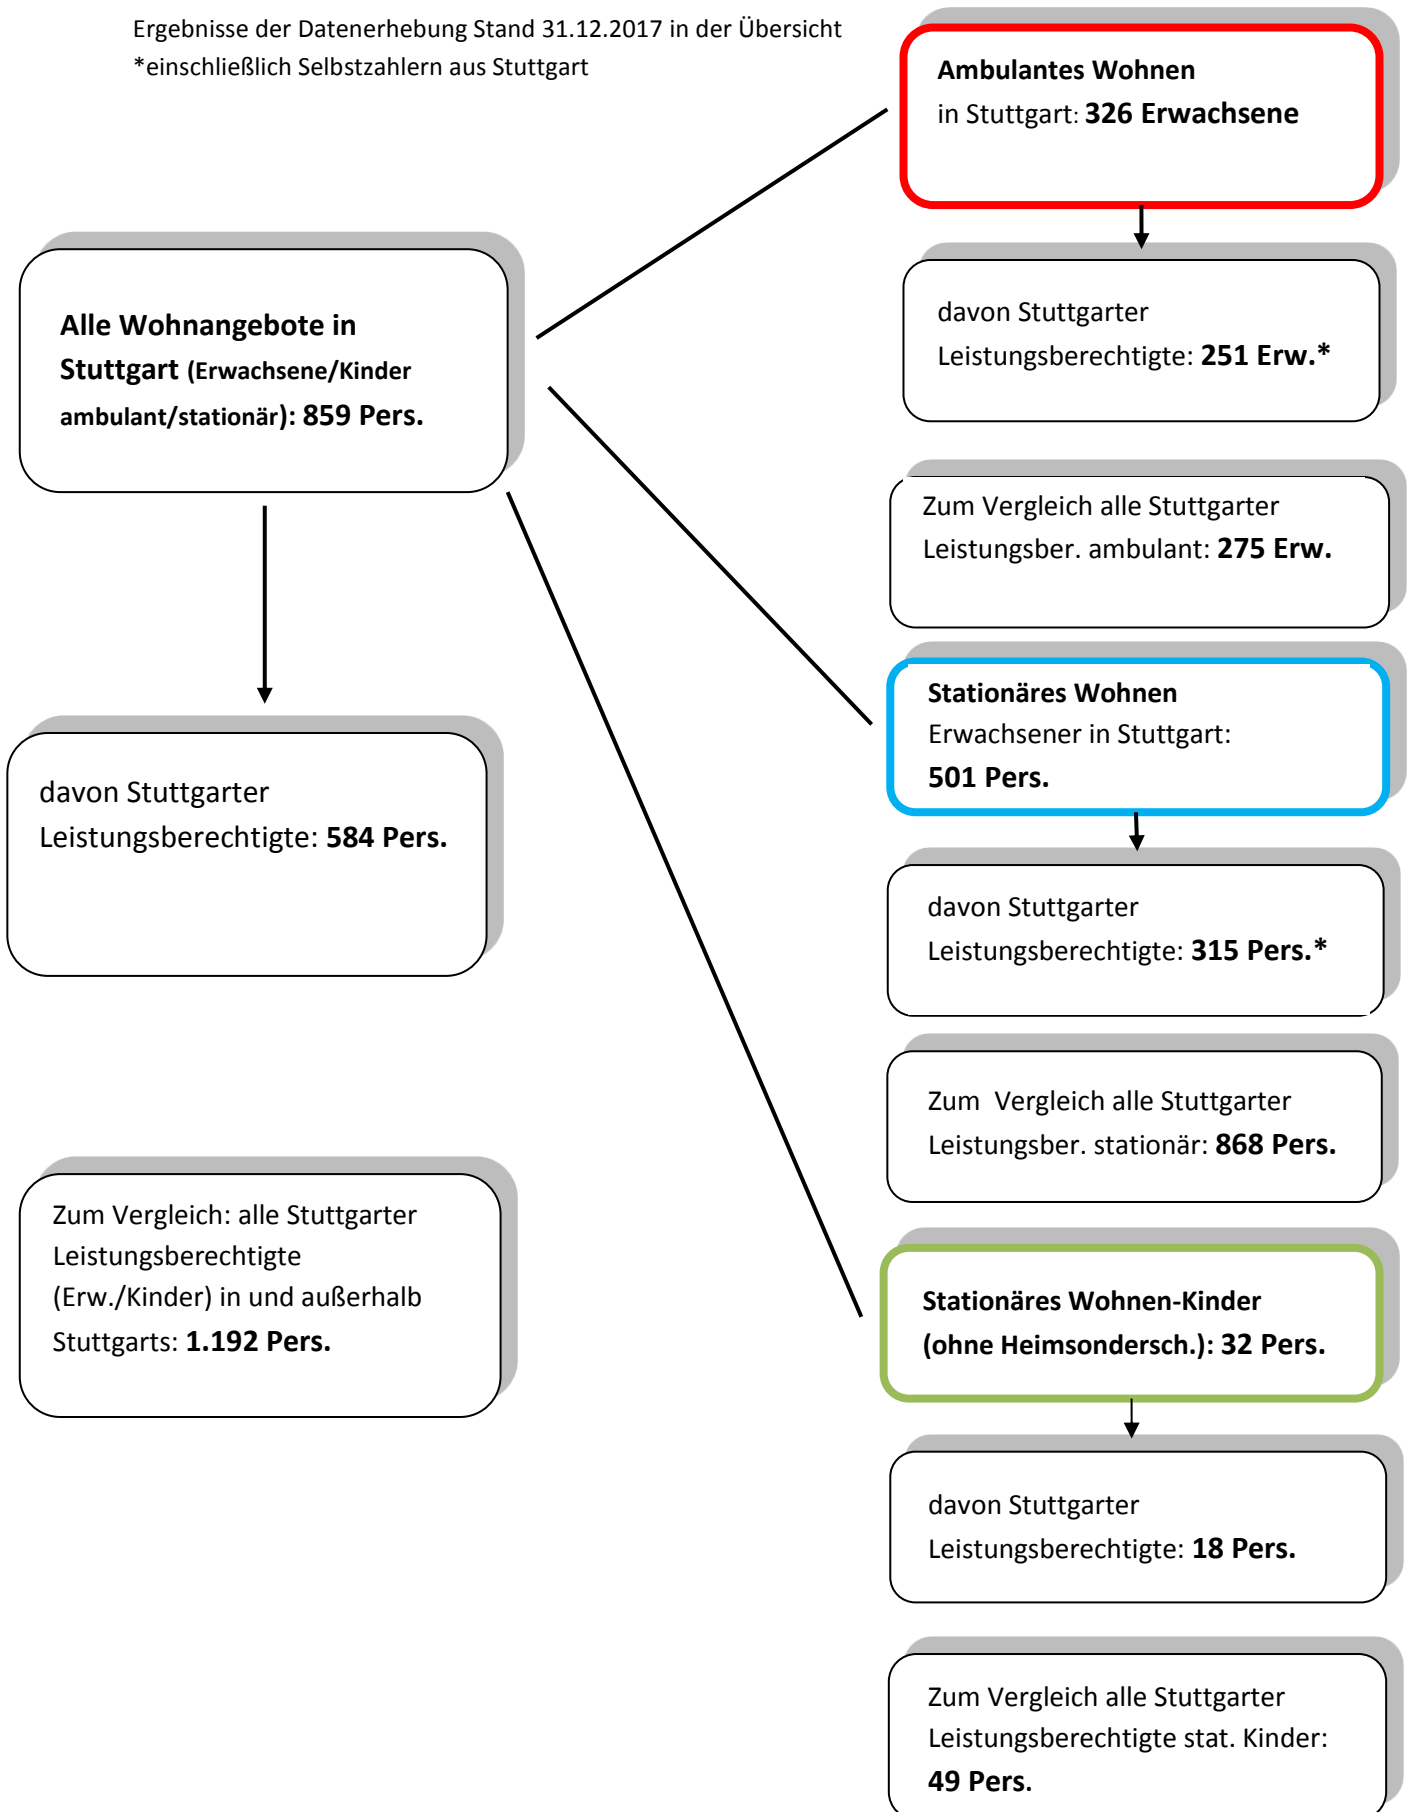 Ergebnisse der Datenerhebung Stand 31.12.2017 in der Übersicht
*einschließlich Selbstzahlern aus Stuttgart
Alle Wohnangebote in
Stuttgart (Erwachsene/Kinder
ambulant/stationär): 859 Pers.
davon Stuttgarter
Leistungsberechtigte: 584 Pers.
Zum Vergleich: alle Stuttgarter
Leistungsberechtigte
(Erw./Kinder) in und außerhalb
Stuttgarts: 1.192 Pers.
Ambulantes Wohnen
in Stuttgart: 326 Erwachsene
davon Stuttgarter
Leistungsberechtigte: 251 Erw.*
Zum Vergleich alle Stuttgarter
Leistungsber. ambulant: 275 Erw.
Stationäres Wohnen
Erwachsener in Stuttgart:
501 Pers.
davon Stuttgarter
Leistungsberechtigte: 315 Pers.*
Zum  Vergleich alle Stuttgarter
Leistungsber. stationär: 868 Pers.
Stationäres Wohnen-Kinder
(ohne Heimsondersch.): 32 Pers.
davon Stuttgarter
Leistungsberechtigte: 18 Pers.
Zum Vergleich alle Stuttgarter
Leistungsberechtigte stat. Kinder:
49 Pers.